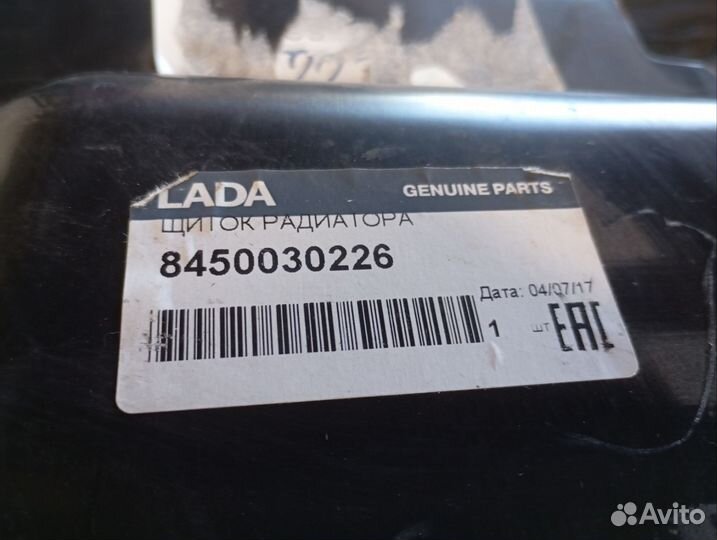 LADA GENUINE PARTS
ЩИТОК РАДИАТОРА
8450030226
Дата: 04/07/17
1 шт EAC
Avito